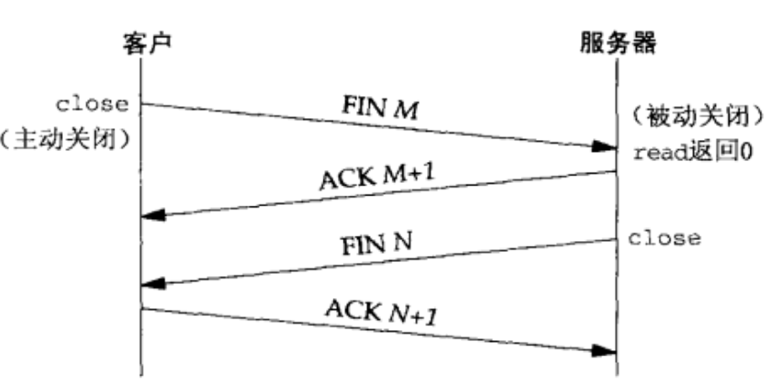 客户
服务器
close
(主动关闭)
FIN M
(被动关闭)
read返回0
ACK M+1
FIN N
close
ACK N+1